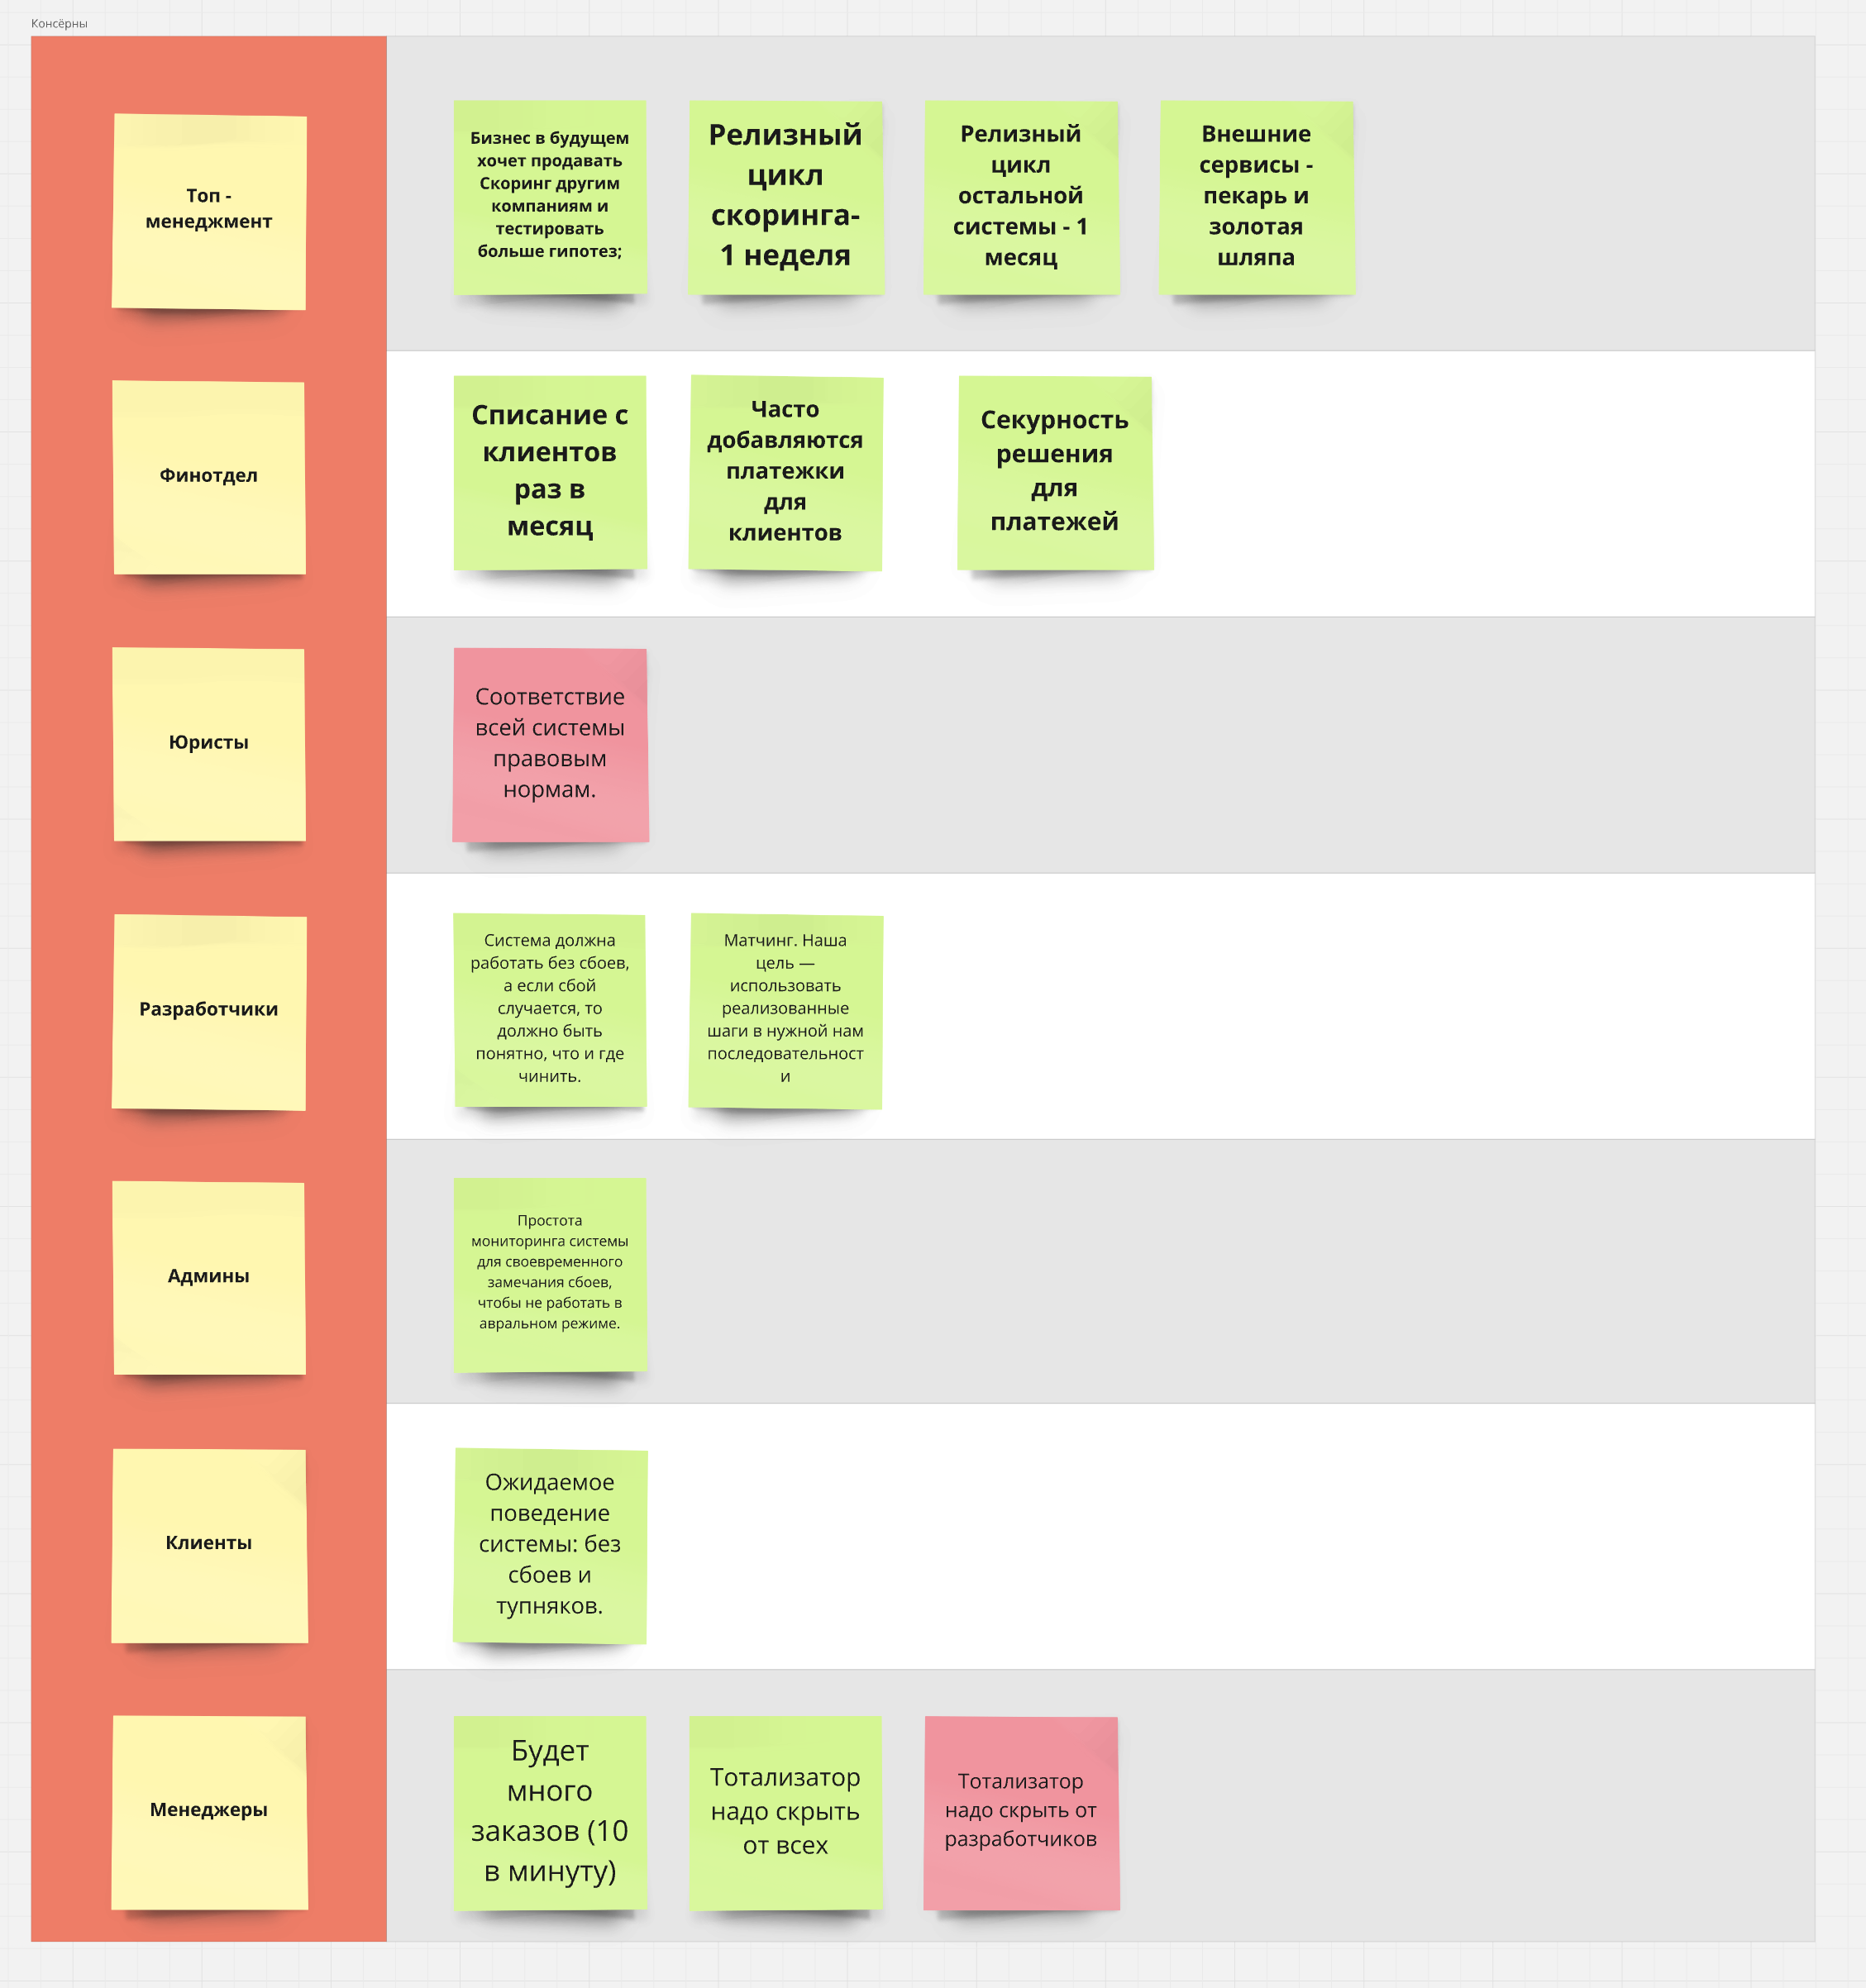 Консёрны
Топ -
менеджмент
Бизнес в будущем
хочет продавать
Скоринг другим
компаниям и
тестировать
больше гипотез;
Релизный
цикл
скоринга-
1 неделя
Релизный
цикл
остальной
системы - 1
месяц
Внешние
сервисы -
пекарь и
золотая
шляпа
Финотдел
Списание с
клиентов
раз в
месяц
Часто
добавляются
платежки
для
клиентов
Секурность
решения
для
платежей
Юристы
Соответствие
всей системы
правовым
нормам.
Разработчики
Система должна
работать без сбоев,
а если сбой
случается, то
должно быть
понятно, что и где
чинить.
Матчинг. Наша
цель —
использовать
реализованные
шаги в нужной нам
последовательност
и
Админы
Простота
мониторинга системы
для своевременного
замечания сбоев,
чтобы не работать в
авральном режиме.
Клиенты
Ожидаемое
поведение
системы: без
сбоев и
тупняков.
Менеджеры
Будет
много
заказов (10
в минуту)
Тотализатор
надо скрыть
от всех
Тотализатор
надо скрыть от
разработчиков